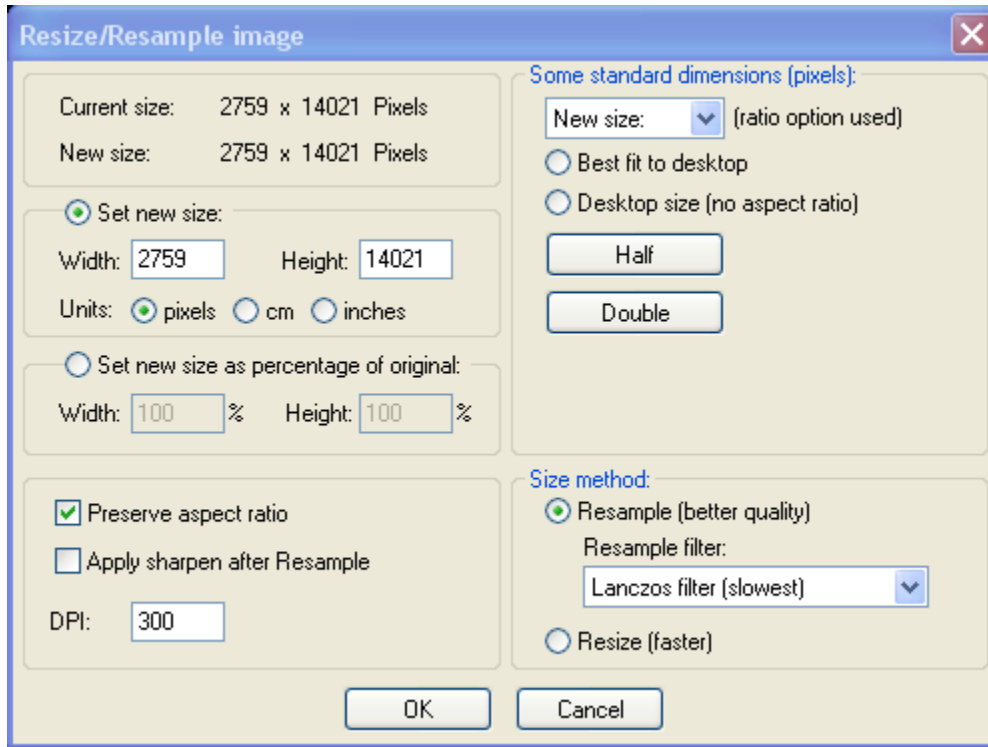 Resize/Resample image
Current size: 2759 x 14021 Pixels
New size: 2759 x 14021 Pixels
Set new size:
Width: 2759 Height: 14021
Units: pixels cm inches
Set new size as percentage of original:
Width: 100 % Height: 100 %
Preserve aspect ratio
Apply sharpen after Resample
DPI: 300
Some standard dimensions (pixels):
New size: (ratio option used)
Best fit to desktop
Desktop size (no aspect ratio)
Half
Double
Size method:
Resample (better quality)
Resample filter:
Lanczos filter (slowest)
Resize (faster)
OK Cancel